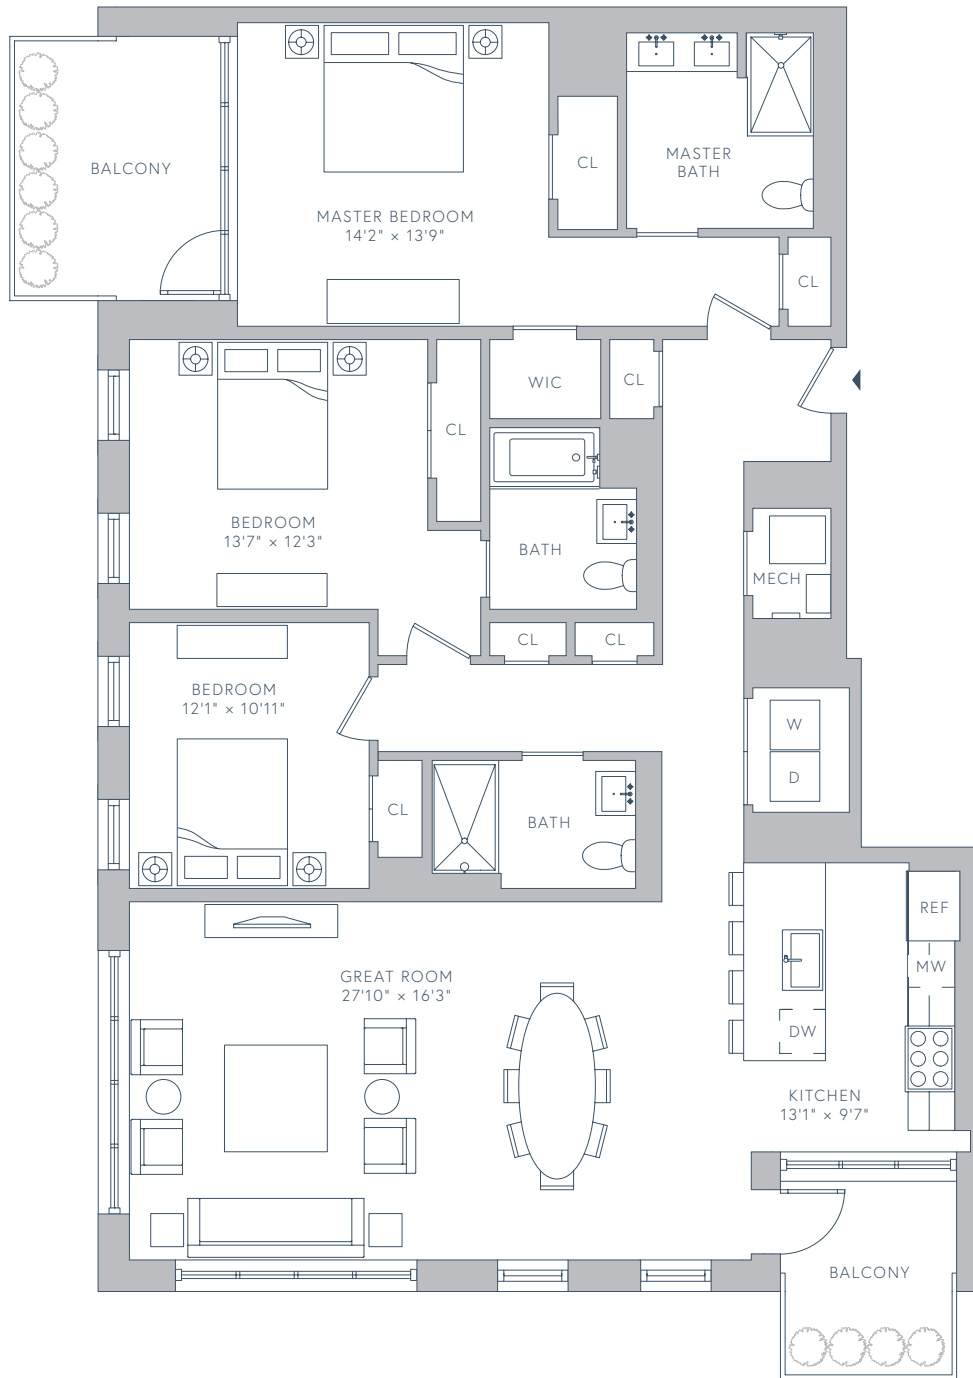 BALCONY
MASTER BEDROOM
14'2" × 13'9"
CL
MASTER
BATH
CL
WIC
CL
CL
BEDROOM
13'7" × 12'3"
BATH
MECH
CL
CL
BEDROOM
12'1" × 10'11"
W
D
CL
BATH
REF
MW
GREAT ROOM
27'10" × 16'3"
DW
KITCHEN
13'1" × 9'7"
BALCONY